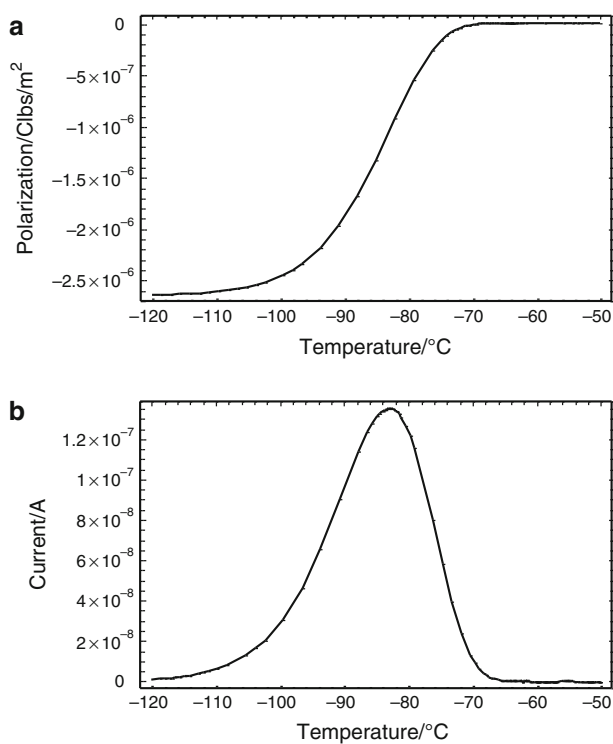 a
Polarization/Clbs/m²
0
−5×10⁻⁷
−1×10⁻⁶
−1.5×10⁻⁶
−2×10⁻⁶
−2.5×10⁻⁶
−120 −110 −100 −90 −80 −70 −60 −50
Temperature/°C
b
Current/A
1.2×10⁻⁷
1×10⁻⁷
8×10⁻⁸
6×10⁻⁸
4×10⁻⁸
2×10⁻⁸
0
−120 −110 −100 −90 −80 −70 −60 −50
Temperature/°C